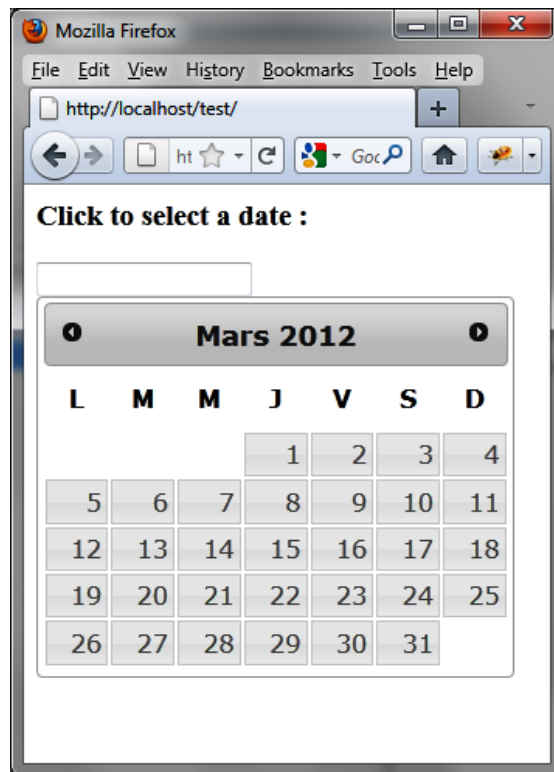 Mozilla Firefox
File Edit View History Bookmarks Tools Help
http://localhost/test/
ht Goo
Click to select a date :
Mars 2012
L M M J V S D
1 2 3 4
5 6 7 8 9 10 11
12 13 14 15 16 17 18
19 20 21 22 23 24 25
26 27 28 29 30 31